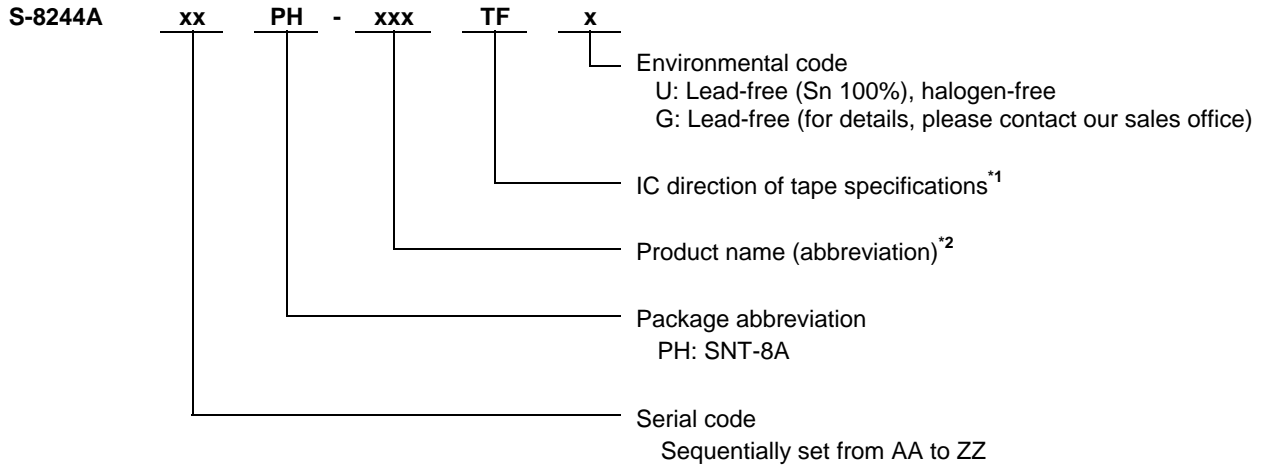 S-8244A xx PH - xxx TF x
Environmental code
U: Lead-free (Sn 100%), halogen-free
G: Lead-free (for details, please contact our sales office)
IC direction of tape specifications*1
Product name (abbreviation)*2
Package abbreviation
PH: SNT-8A
Serial code
Sequentially set from AA to ZZ